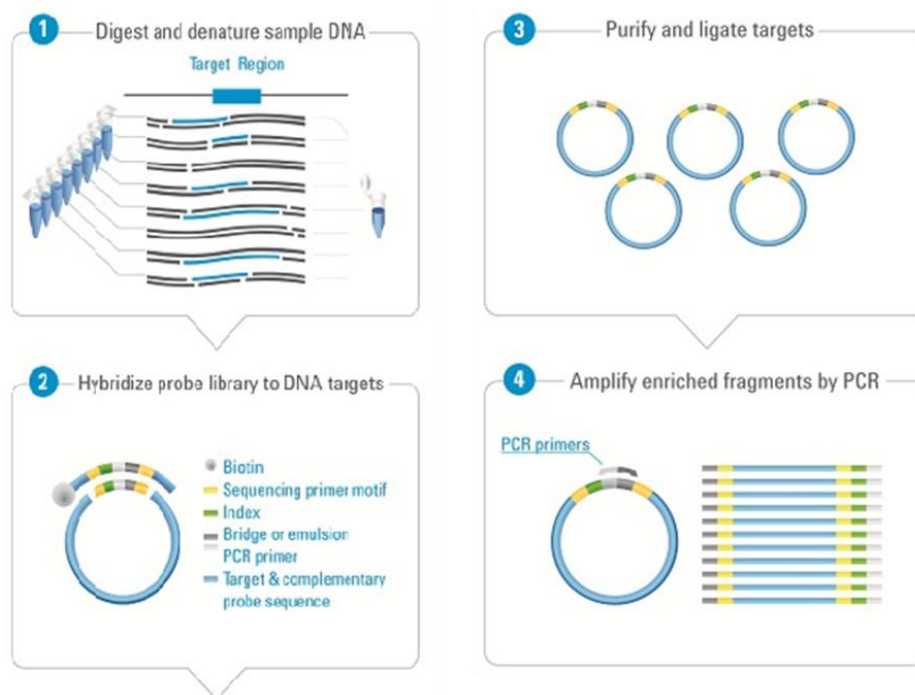 1 Digest and denature sample DNA
Target Region
2 Hybridize probe library to DNA targets
Biotin
Sequencing primer motif
Index
Bridge or emulsion
PCR primer
Target & complementary
probe sequence
3 Purify and ligate targets
4 Amplify enriched fragments by PCR
PCR primers